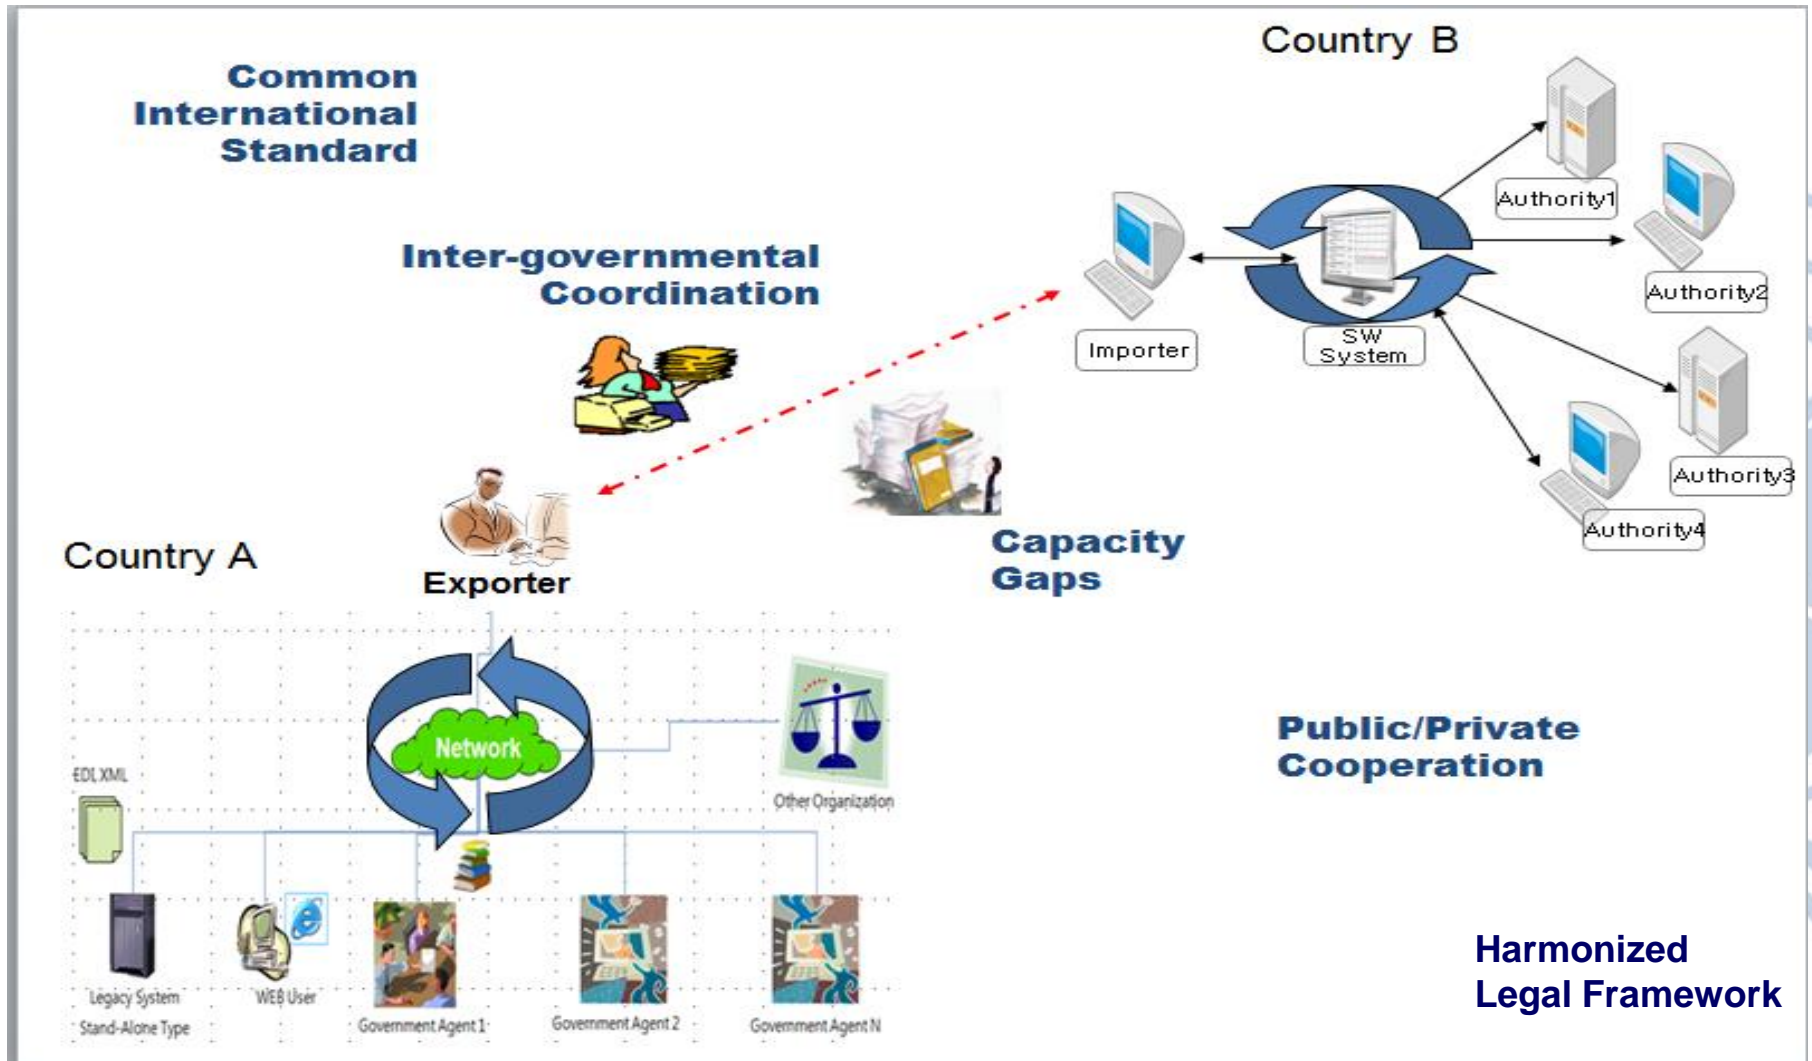 Country B
Common
International
Standard
Authority1
Inter-governmental
Coordination
Authority2
Importer
SW
System
Authority3
Authority4
Capacity
Gaps
Country A
Exporter
Public/Private
Cooperation
Network
EDI, XML
Other Organization
Legacy System
Stand-Alone Type
WEB User
Government Agent 1
Government Agent 2
Government Agent N
Harmonized
Legal Framework